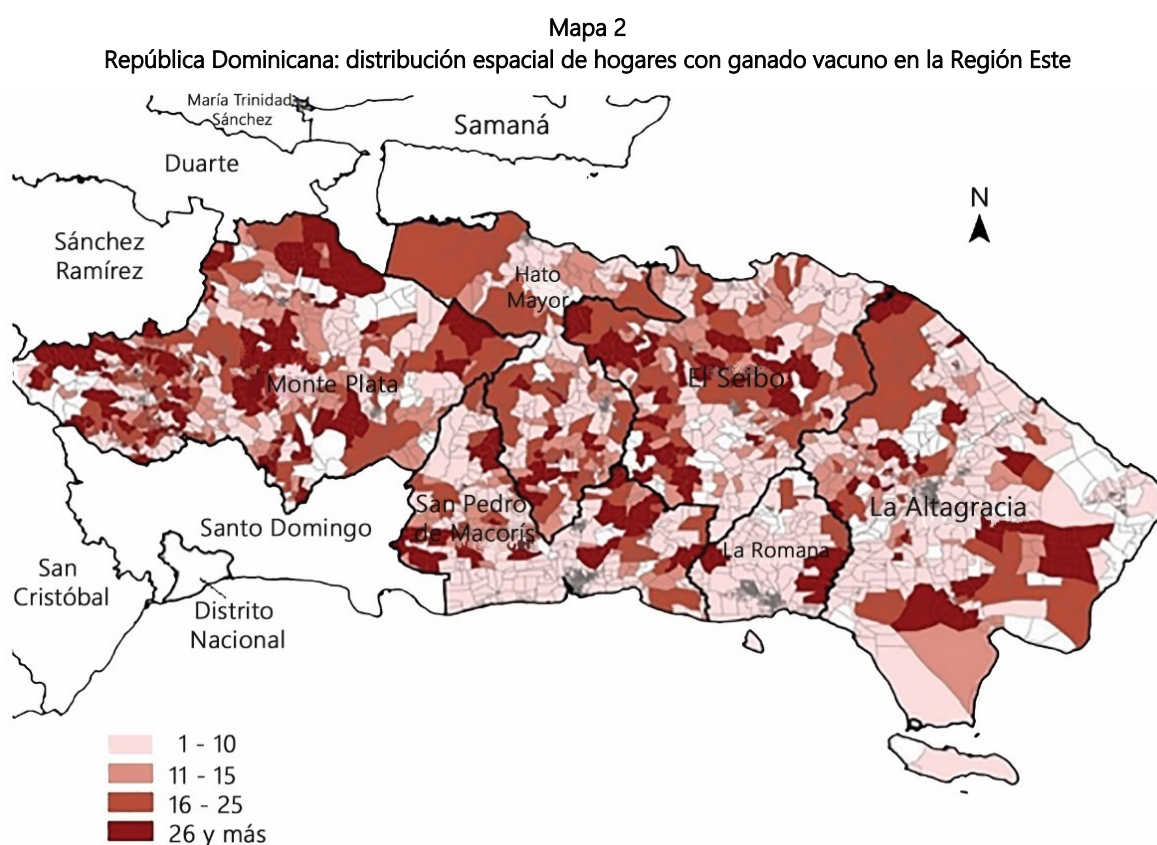 Mapa 2
República Dominicana: distribución espacial de hogares con ganado vacuno en la Región Este
María Trinidad
Sánchez
Samaná
Duarte
N
Sánchez
Ramírez
Hato
Mayor
Monte Plata
El Seibo
San Pedro
de Macorís
La Altagracia
Santo Domingo
La Romana
San
Cristóbal
Distrito
Nacional
1 - 10
11 - 15
16 - 25
26 y más